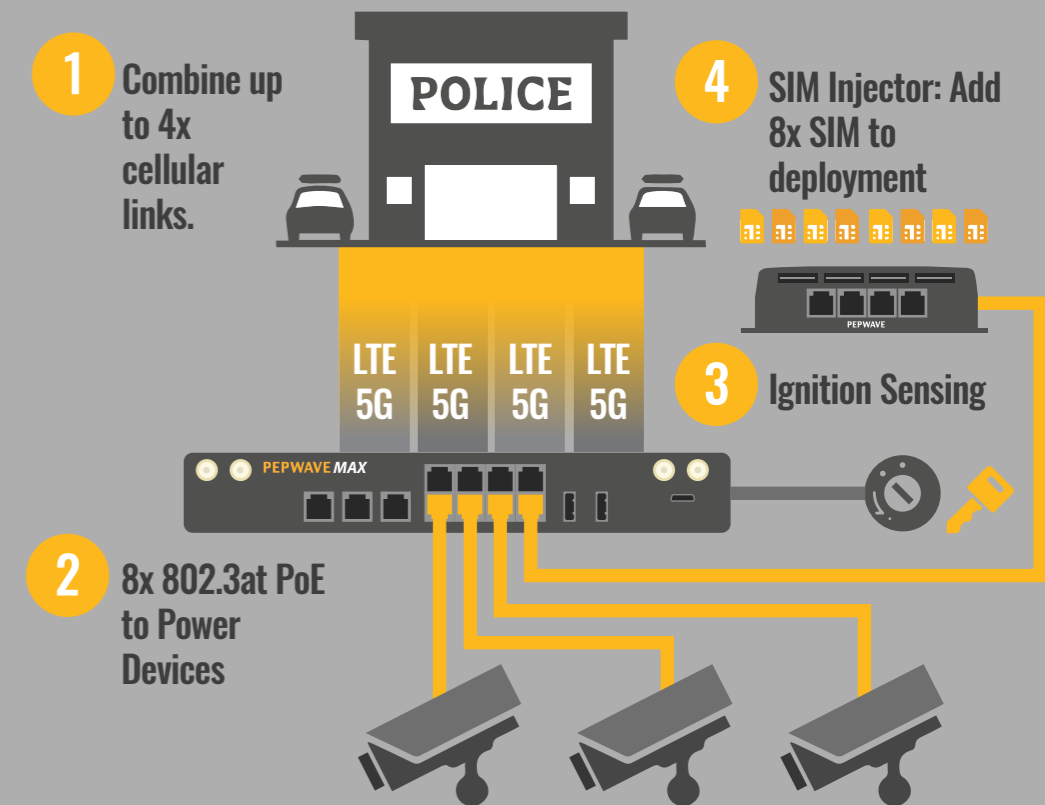 1
Combine up
to 4x
cellular
links.
POLICE
4
SIM Injector: Add
8x SIM to
deployment
PEPWAVE
LTE
5G
LTE
5G
LTE
5G
LTE
5G
3
Ignition Sensing
PEPWAVE MAX
2
8x 802.3at PoE
to Power
Devices